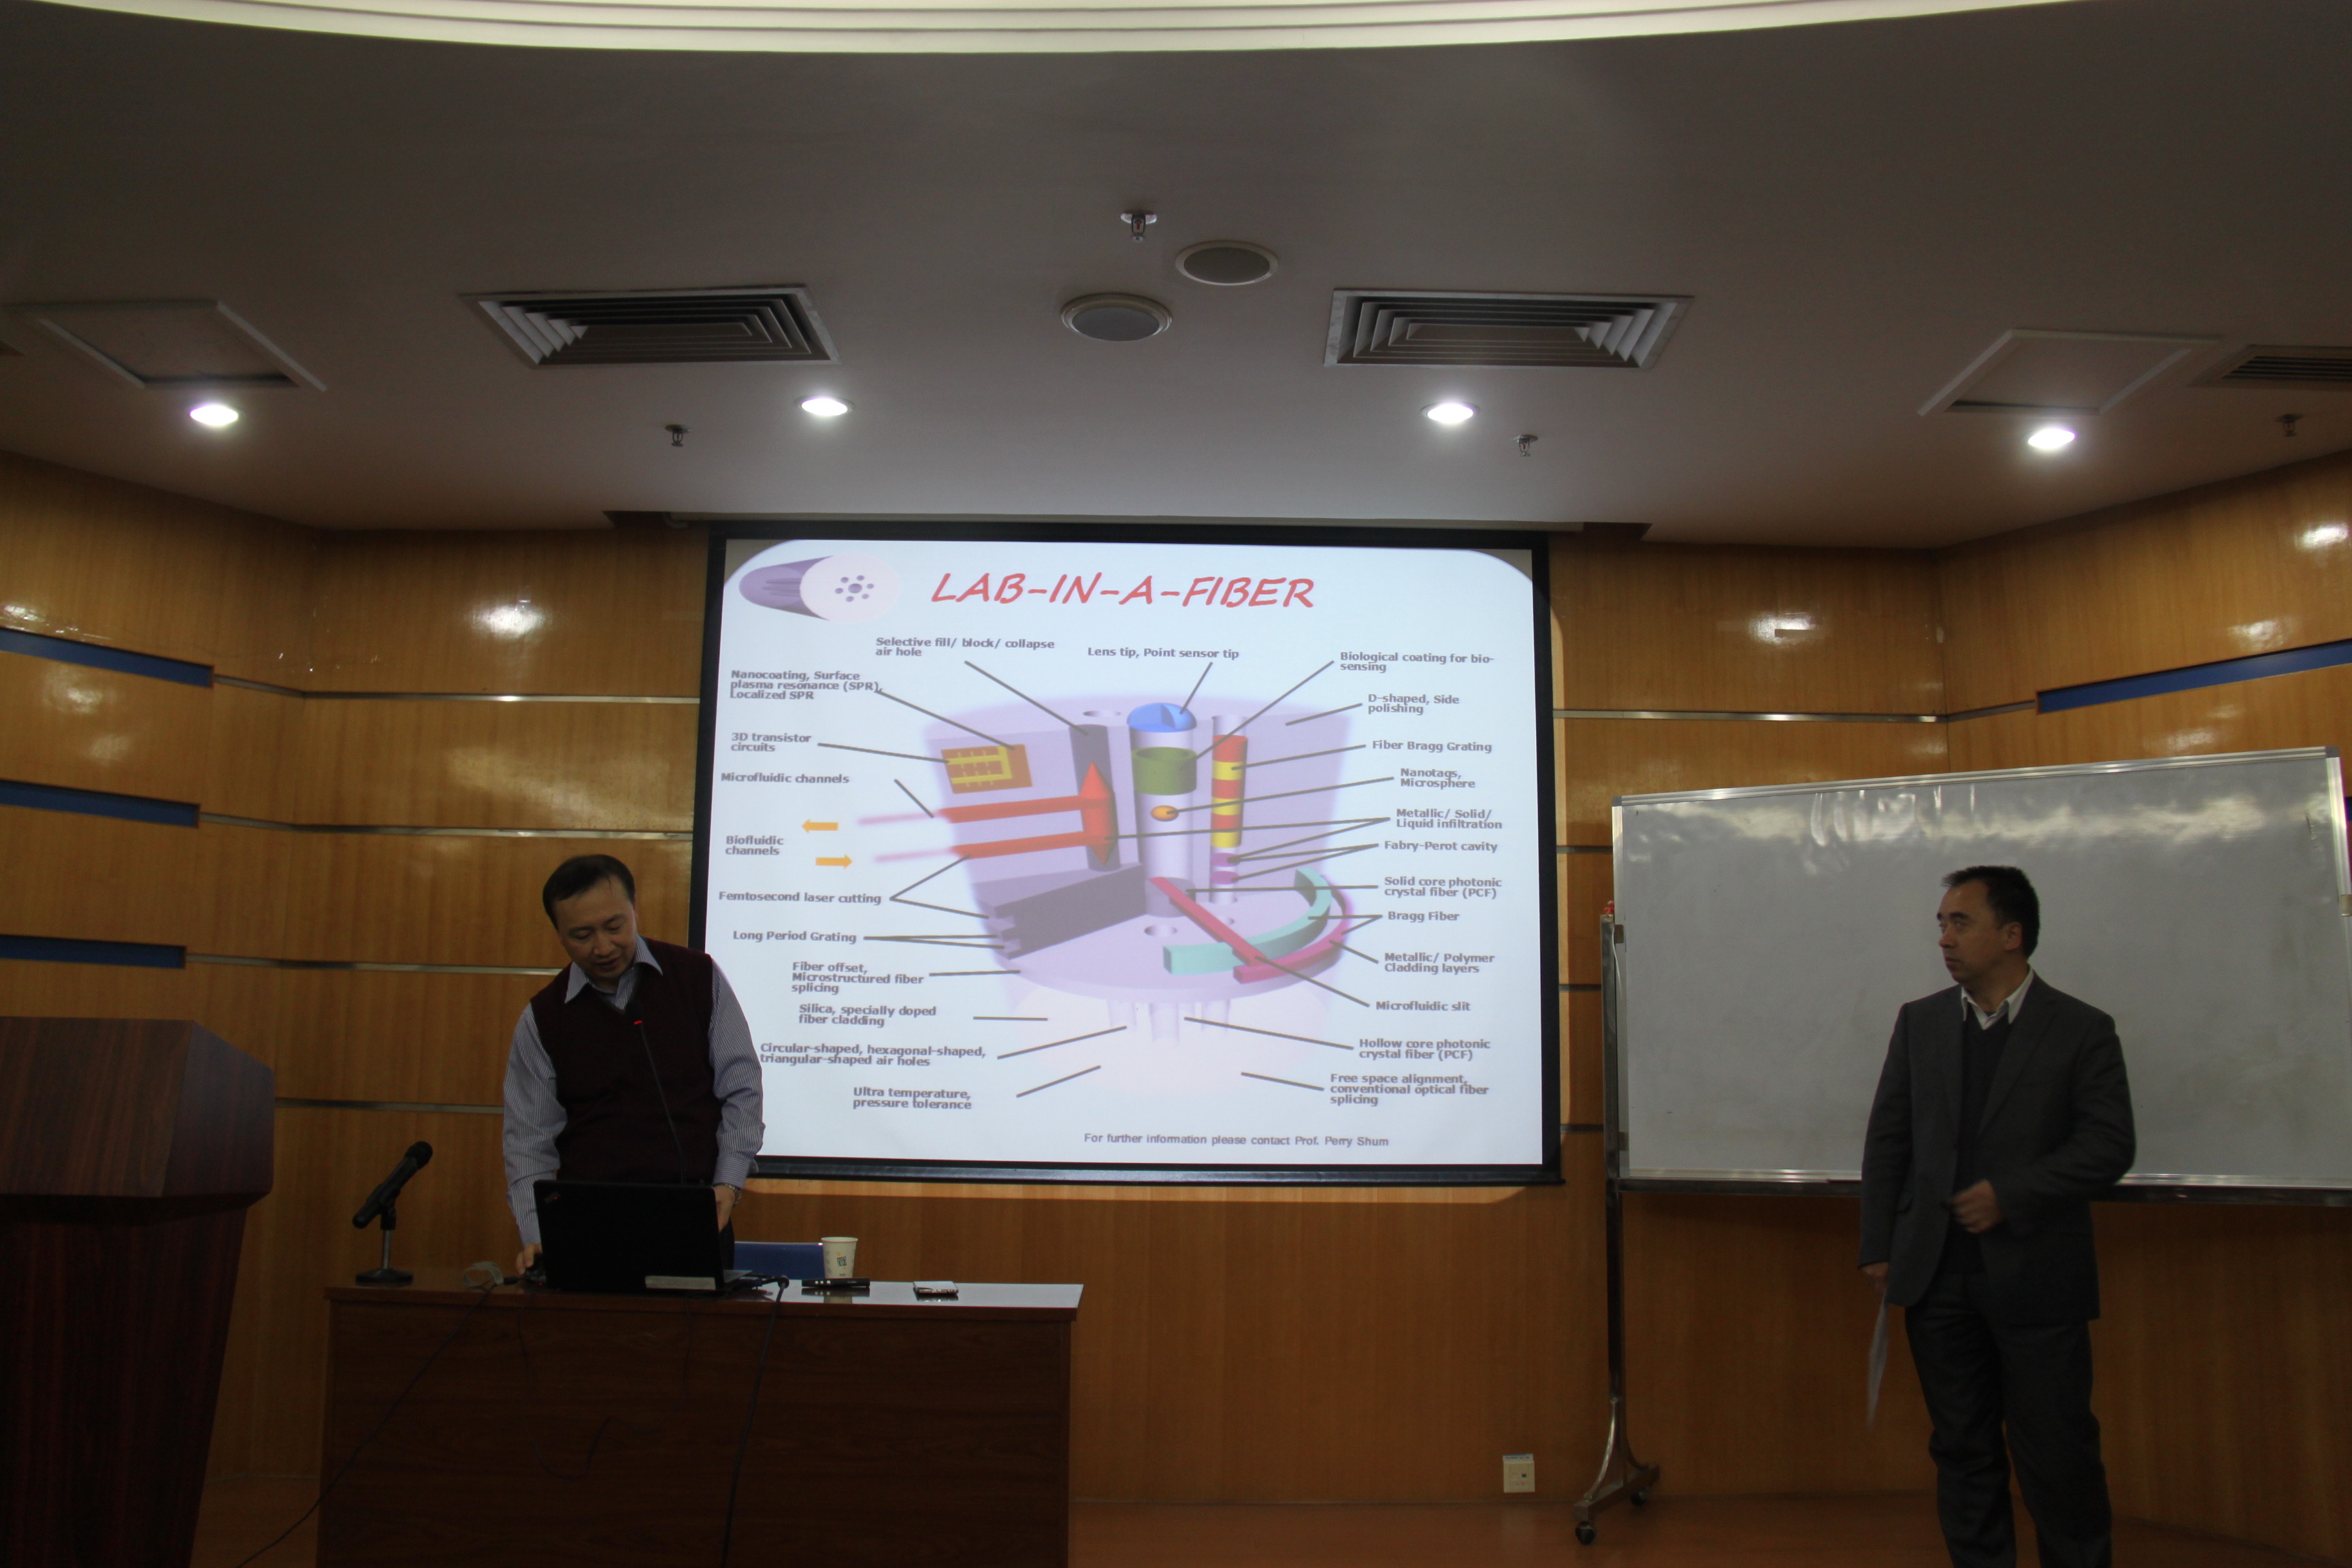 LAB-IN-A-FIBER
Selective fill/ block/ collapse
air hole
Lens tip, Point sensor tip
Biological coating for bio-
sensing
Nanocoating, Surface
plasma resonance (SPR),
Localized SPR
D-shaped, Side
polishing
3D transistor
circuits
Fiber Bragg Grating
Microfluidic channels
Nanotags,
Microsphere
Metallic/ Solid/
Liquid infiltration
Biofluidic
channels
Fabry-Perot cavity
Femtosecond laser cutting
Solid core photonic
crystal fiber (PCF)
Bragg Fiber
Long Period Grating
Metallic/ Polymer
Cladding layers
Fiber offset,
Microstructured fiber
splicing
Microfluidic slit
Silica, specially doped
fiber cladding
Hollow core photonic
crystal fiber (PCF)
Circular-shaped, hexagonal-shaped,
triangular-shaped air holes
Free space alignment,
conventional optical fiber
splicing
Ultra temperature,
pressure tolerance
For further information please contact Prof. Perry Shum